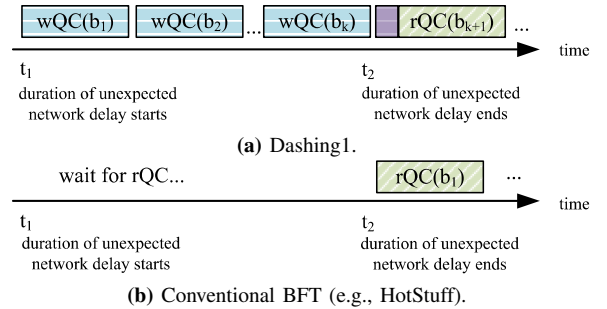 wQC(b₁) wQC(b₂) ... wQC(bₖ) rQC(bₖ₊₁) ...
time
t₁ t₂
duration of unexpected duration of unexpected
network delay starts network delay ends
(a) Dashing1.
wait for rQC... rQC(b₁) ...
time
t₁ t₂
duration of unexpected duration of unexpected
network delay starts network delay ends
(b) Conventional BFT (e.g., HotStuff).